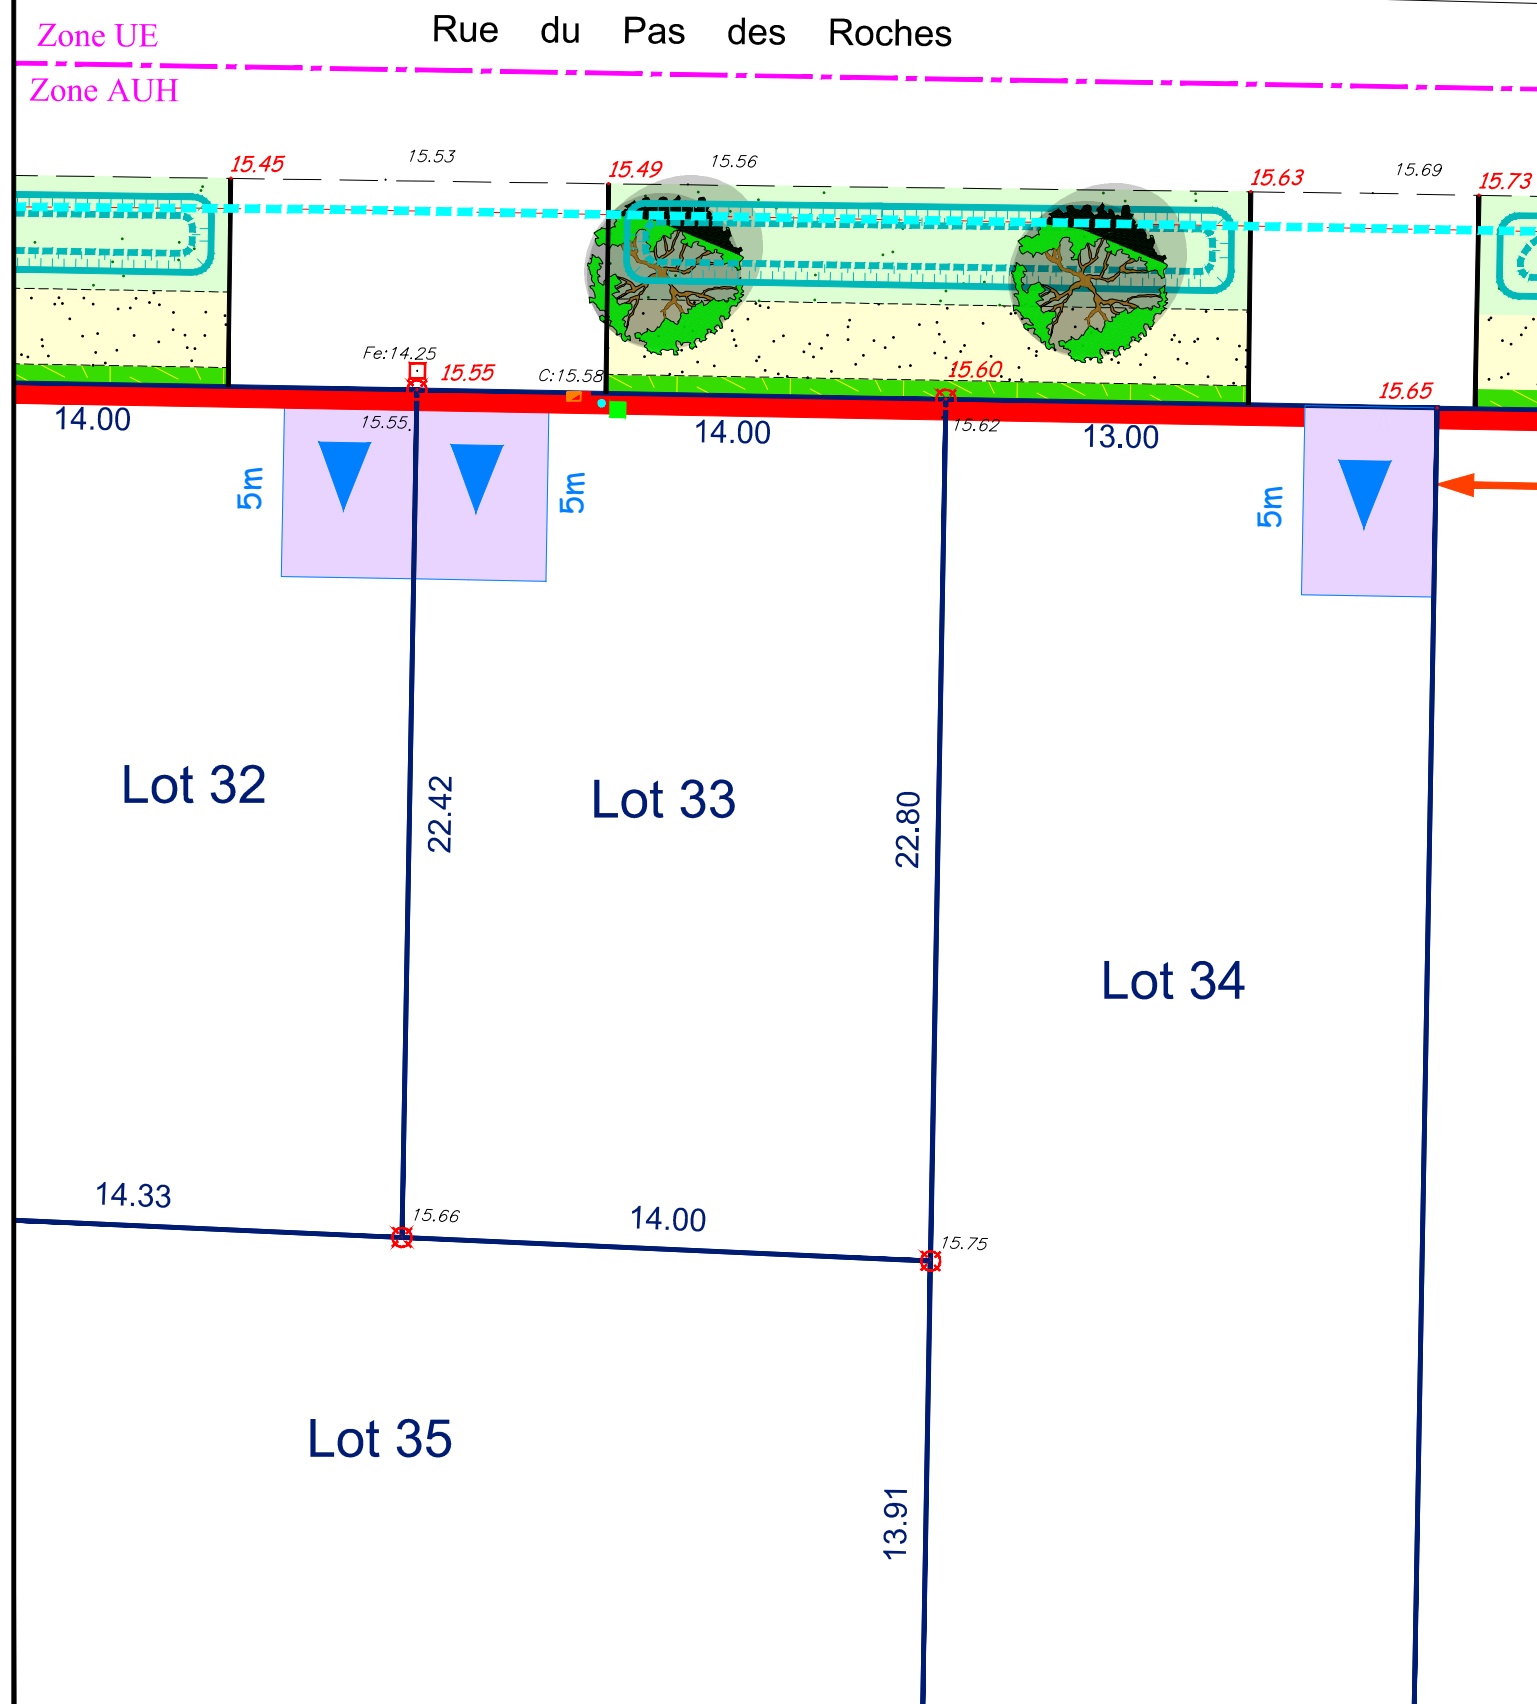 Zone UE
Rue du Pas des Roches
Zone AUH
15.45
15.53
15.49
15.56
15.63
15.69
15.73
Fe:14.25
15.55
C:15.58
15.60
15.65
14.00
15.55
14.00
15.62
13.00
5m
5m
5m
Lot 32
22.42
Lot 33
22.80
Lot 34
14.33
15.66
14.00
15.75
Lot 35
13.91